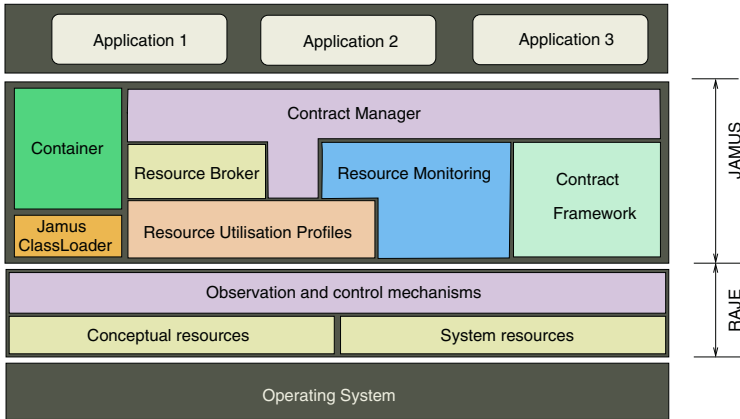 Application 1
Application 2
Application 3
Container
Contract Manager
Resource Broker
Resource Monitoring
Contract
Framework
Jamus
ClassLoader
Resource Utilisation Profiles
JAMUS
Observation and control mechanisms
Conceptual resources
System resources
RAJE
Operating System